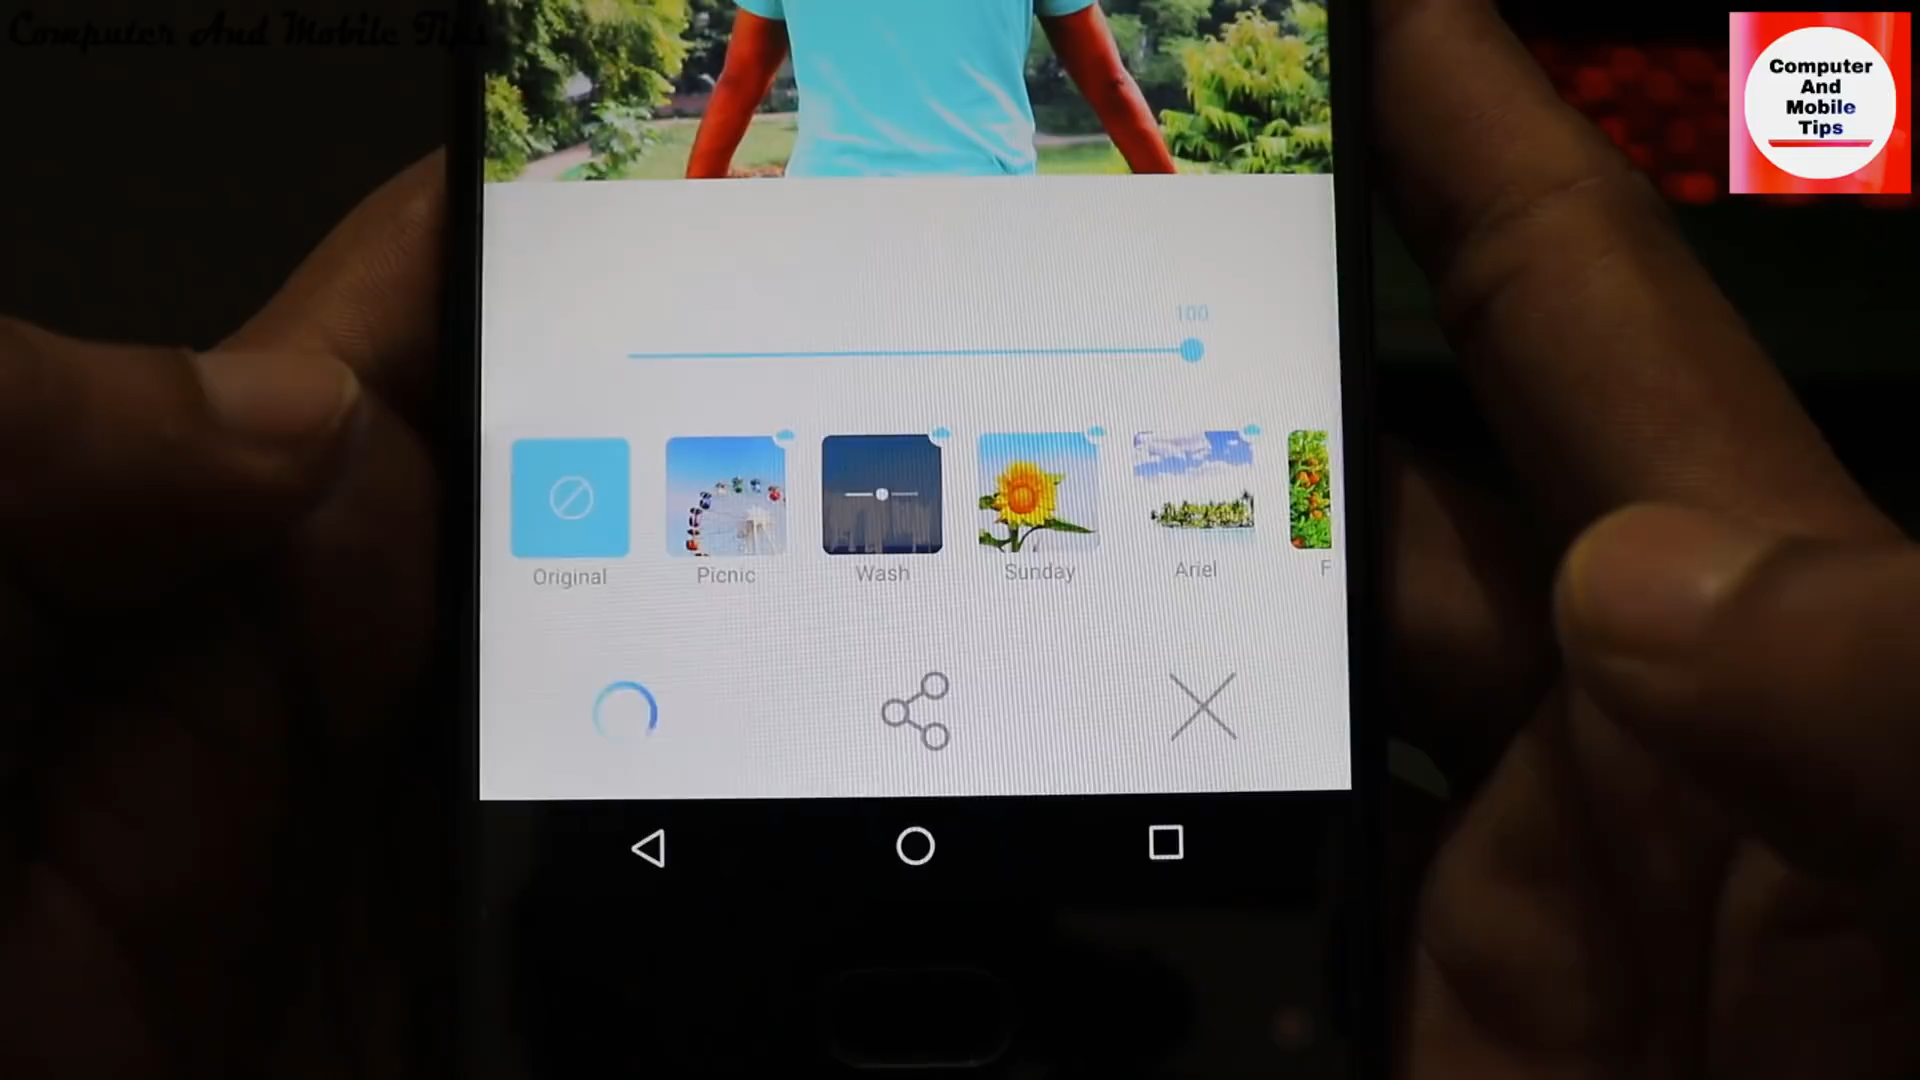 Computer And Mobile Tips
Computer
And
Mobile
Tips
100
Original
Picnic
Wash
Sunday
Ariel
F